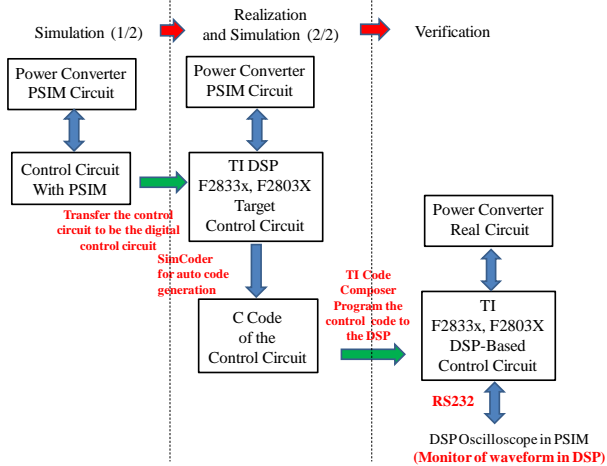 Simulation (1/2)
Realization
and Simulation (2/2)
Verification
Power Converter
PSIM Circuit
Control Circuit
With PSIM
Transfer the control
circuit to be the digital
control circuit
Power Converter
PSIM Circuit
TI DSP
F2833x, F2803X
Target
Control Circuit
SimCoder
for auto code
generation
C Code
of the
Control Circuit
TI Code
Composer
Program the
control code to
the DSP
Power Converter
Real Circuit
TI
F2833x, F2803X
DSP-Based
Control Circuit
RS232
DSP Oscilloscope in PSIM
(Monitor of waveform in DSP)